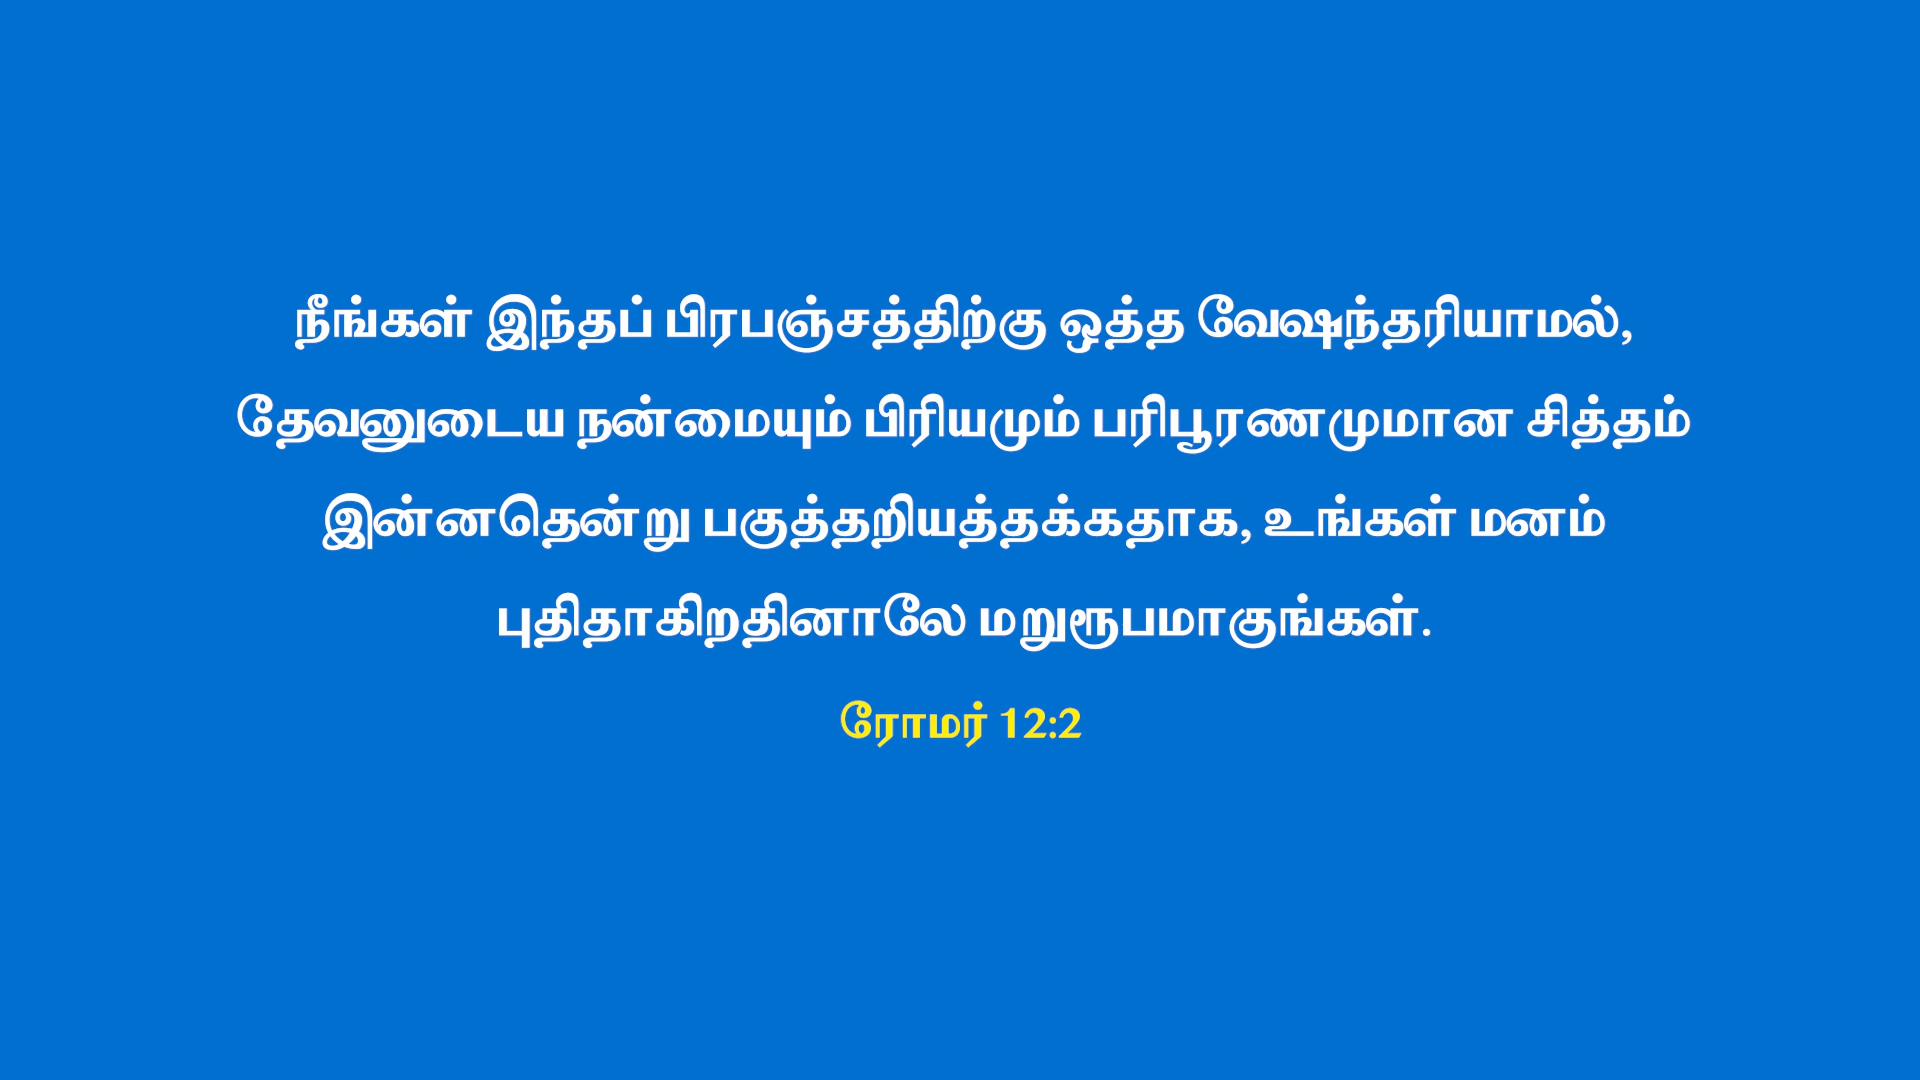 நீங்கள் இந்தப் பிரபஞ்சத்திற்கு ஒத்த வேஷந்தரியாமல்,
தேவனுடைய நன்மையும் பிரியமும் பரிபூரணமுமான சித்தம்
இன்னதென்று பகுத்தறியத்தக்கதாக, உங்கள் மனம்
புதிதாகிறதினாலே மறுரூபமாகுங்கள்.
ரோமர் 12:2